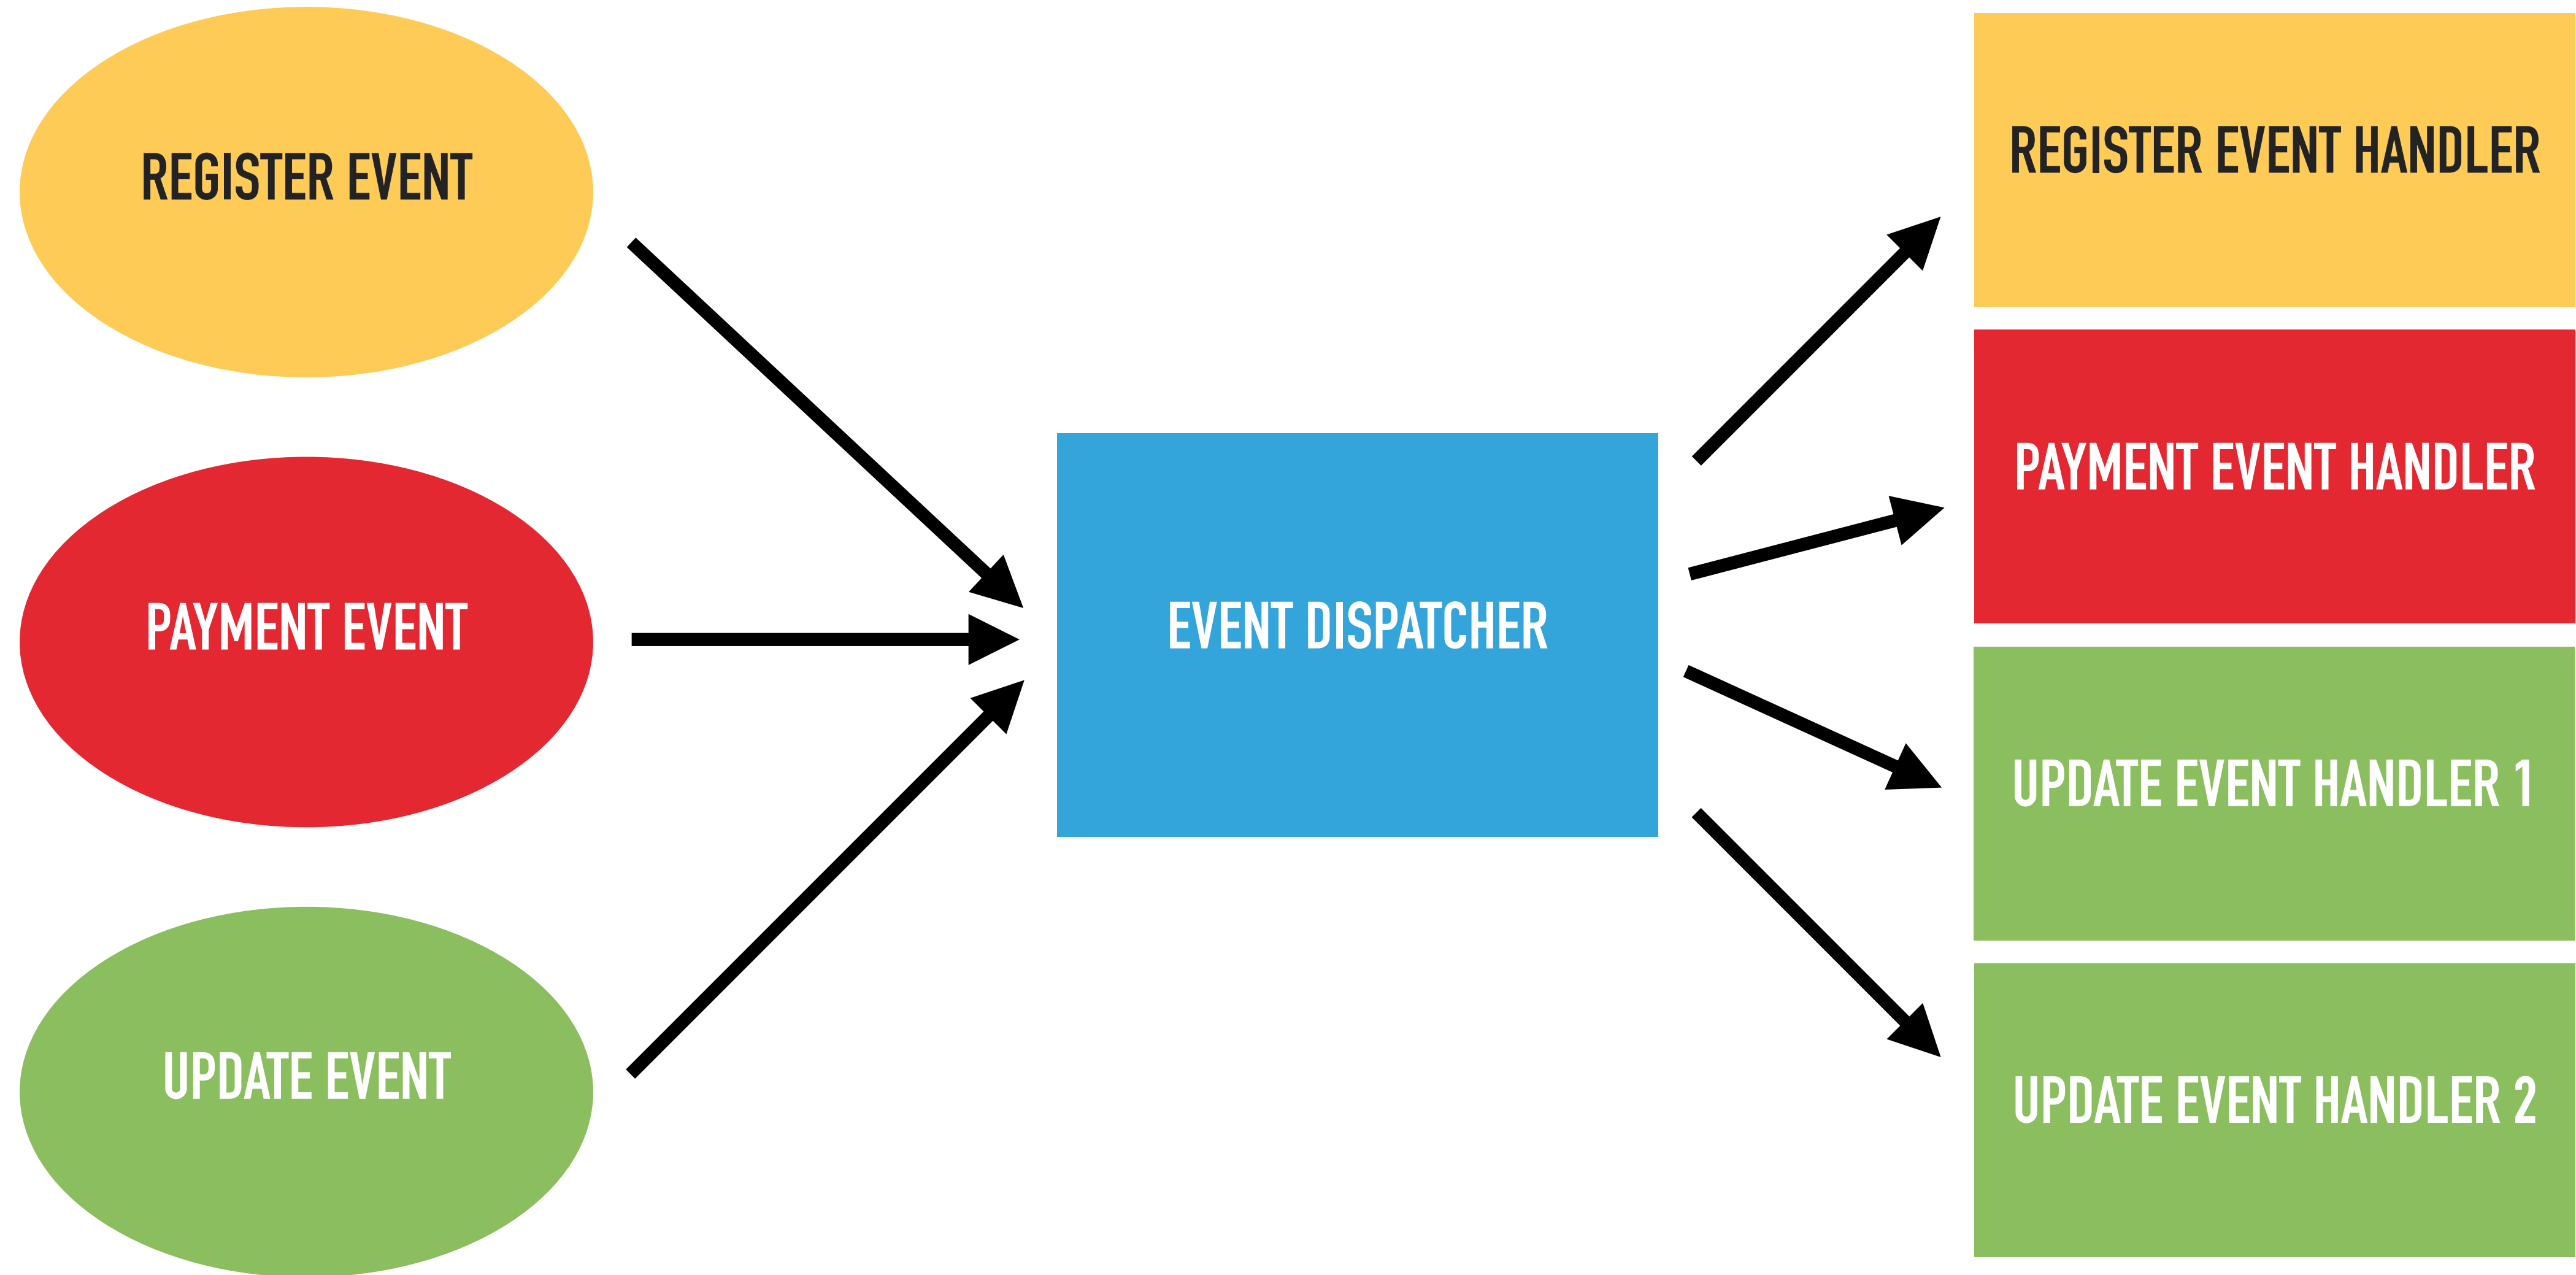 REGISTER EVENT
PAYMENT EVENT
UPDATE EVENT
EVENT DISPATCHER
REGISTER EVENT HANDLER
PAYMENT EVENT HANDLER
UPDATE EVENT HANDLER 1
UPDATE EVENT HANDLER 2